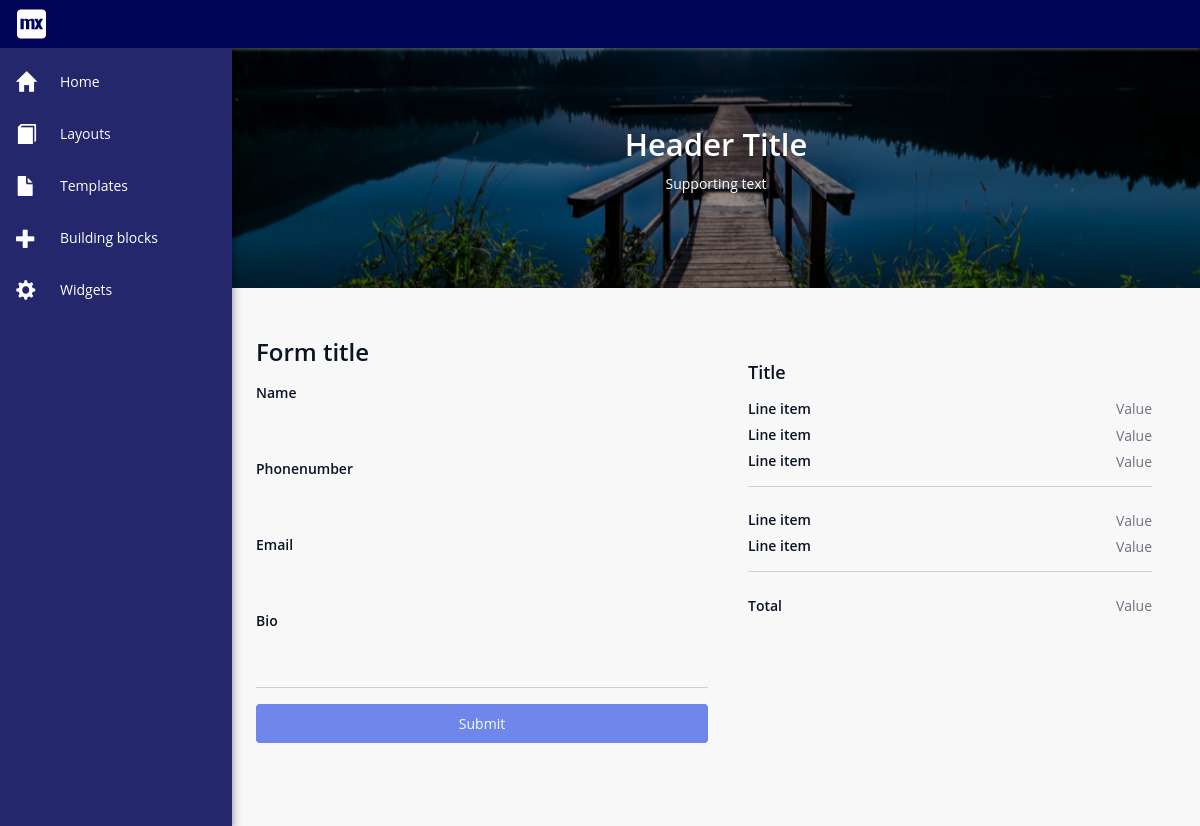 mx
Home
Layouts
Templates
Building blocks
Widgets
Header Title
Supporting text
Form title
Name
Phonenumber
Email
Bio
Submit
Title
Line item Value
Line item Value
Line item Value
Line item Value
Line item Value
Total Value